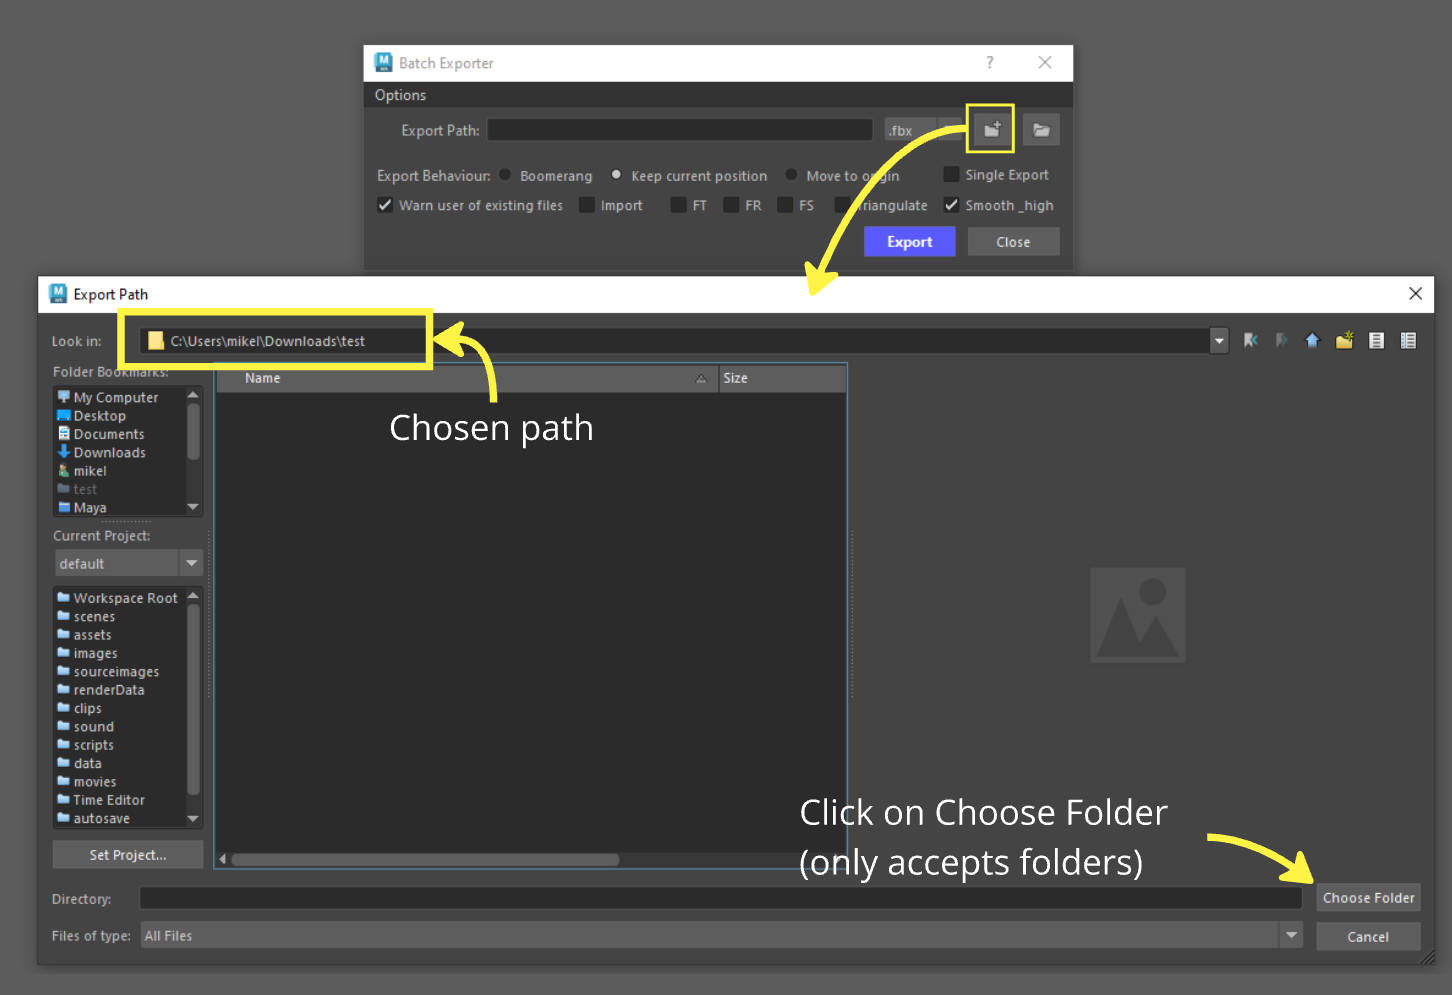 Batch Exporter ?
Options
Export Path: .fbx
Export Behaviour: Boomerang Keep current position Move to origin Single Export
Warn user of existing files Import FT FR FS Triangulate Smooth _high
Export Close
Export Path
Look in: C:\Users\mikel\Downloads\test
Folder Bookmarks:
Name Size
My Computer
Desktop
Documents
Downloads
mikel
test
Maya
Chosen path
Current Project:
default
Workspace Root
scenes
assets
images
sourceimages
renderData
clips
sound
scripts
data
movies
Time Editor
autosave
Set Project...
Click on Choose Folder
(only accepts folders)
Directory: Choose Folder
Files of type: All Files Cancel